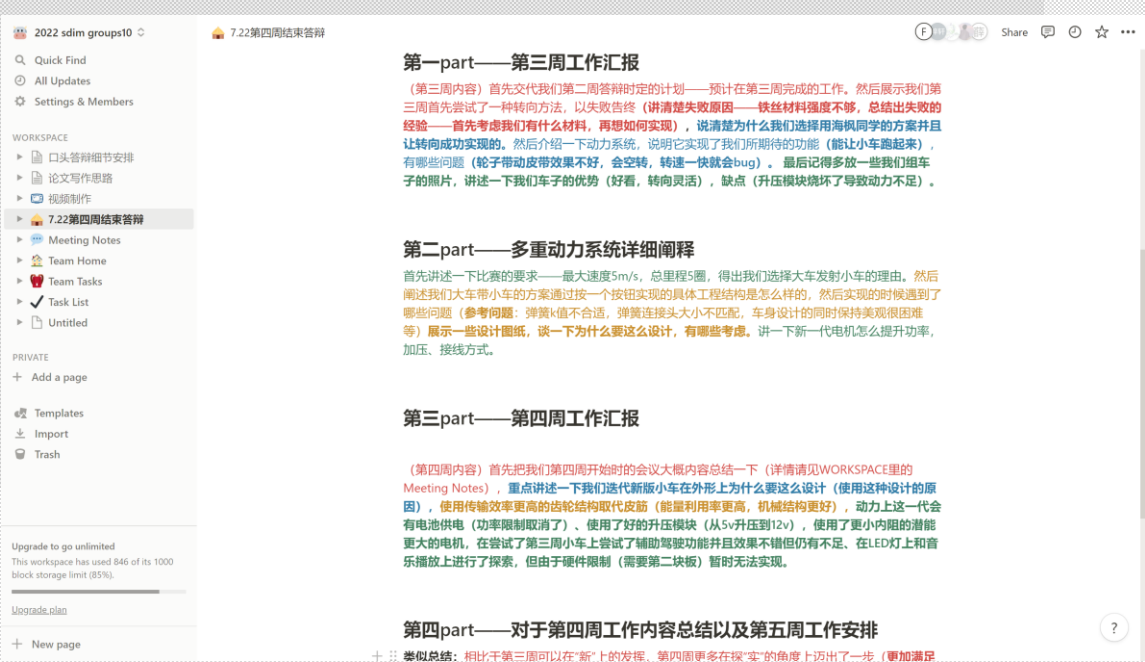 2022 sdim groups10
Quick Find
All Updates
Settings & Members
WORKSPACE
口头答辩细节安排
论文写作思路
视频制作
7.22第四周结束答辩
Meeting Notes
Team Home
Team Tasks
Task List
Untitled
PRIVATE
Add a page
Templates
Import
Trash
Upgrade to go unlimited
This workspace has used 846 of its 1000
block storage limit (85%).
Upgrade plan
New page
7.22第四周结束答辩
F
Share
第一part——第三周工作汇报
（第三周内容）首先交代我们第二周答辩时定的计划——预计在第三周完成的工作。然后展示我们第
三周首先尝试了一种转向方法，以失败告终（讲清楚失败原因——铁丝材料强度不够，总结出失败的
经验——首先考虑我们有什么材料，再想如何实现），说清楚为什么我们选择用海枫同学的方案并且
让转向成功实现的。然后介绍一下动力系统，说明它实现了我们所期待的功能（能让小车跑起来），
有哪些问题（轮子带动皮带效果不好，会空转，转速一快就会bug）。 最后记得多放一些我们组车
子的照片，讲述一下我们车子的优势（好看，转向灵活），缺点（升压模块烧坏了导致动力不足）。
第二part——多重动力系统详细阐释
首先讲述一下比赛的要求——最大速度5m/s，总里程5圈，得出我们选择大车发射小车的理由。然后
阐述我们大车带小车的方案通过按一个按钮实现的具体工程结构是怎么样的，然后实现的时候遇到了
哪些问题（参考问题：弹簧k值不合适，弹簧连接头大小不匹配，车身设计的同时保持美观很困难
等）展示一些设计图纸，谈一下为什么要这么设计，有哪些考虑。讲一下新一代电机怎么提升功率，
加压、接线方式。
第三part——第四周工作汇报
（第四周内容）首先把我们第四周开始时的会议大概内容总结一下（详情请见WORKSPACE里的
Meeting Notes），重点讲述一下我们迭代新版小车在外形上为什么要这么设计（使用这种设计的原
因），使用传输效率更高的齿轮结构取代皮筋（能量利用率更高，机械结构更好），动力上这一代会
有电池供电（功率限制取消了）、使用了好的升压模块（从5v升压到12v），使用了更小内阻的潜能
更大的电机，在尝试了第三周小车上尝试了辅助驾驶功能并且效果不错但仍有不足、在LED灯上和音
乐播放上进行了探索，但由于硬件限制（需要第二块板）暂时无法实现。
第四part——对于第四周工作内容总结以及第五周工作安排
类似总结：相比于第三周可以在“新”上的发挥，第四周更多在探“实”的角度上迈出了一步（更加满足
?